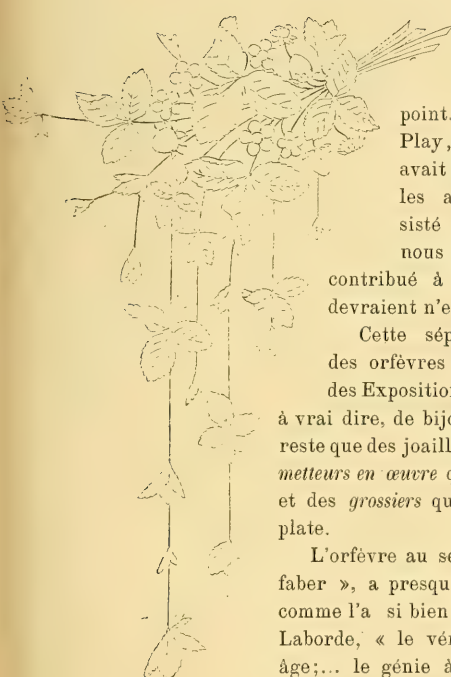 point.
Play,
avait
les a
sisté
nous
contribué à
devraient n'e
Cette sép
des orfèvres
des Exposition
à vrai dire, de bijo
reste que des joaill
metteurs en œuvre
et des grossiers qu
plate.
L'orfèvre au se
faber », a presqu
comme l'a si bien
Laborde, « le vér
âge;... le génie à